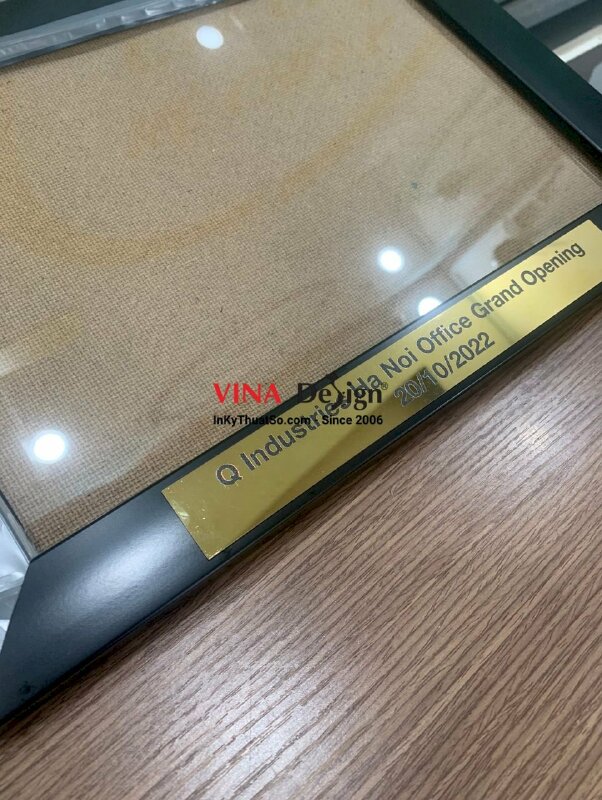 Q Industries Ha Noi Office Grand Opening
20/10/2022
VINA Design®
InKyThuatSo.com - Since 2006